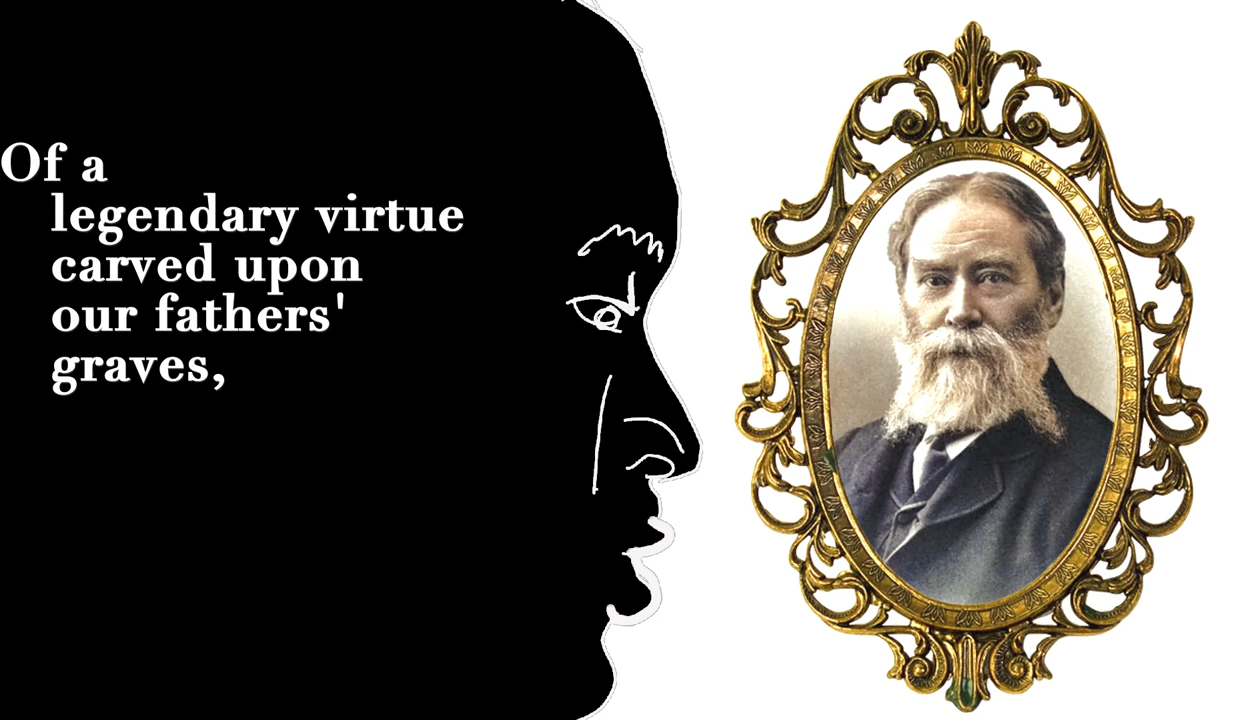 Of a
legendary virtue
carved upon
our fathers'
graves,